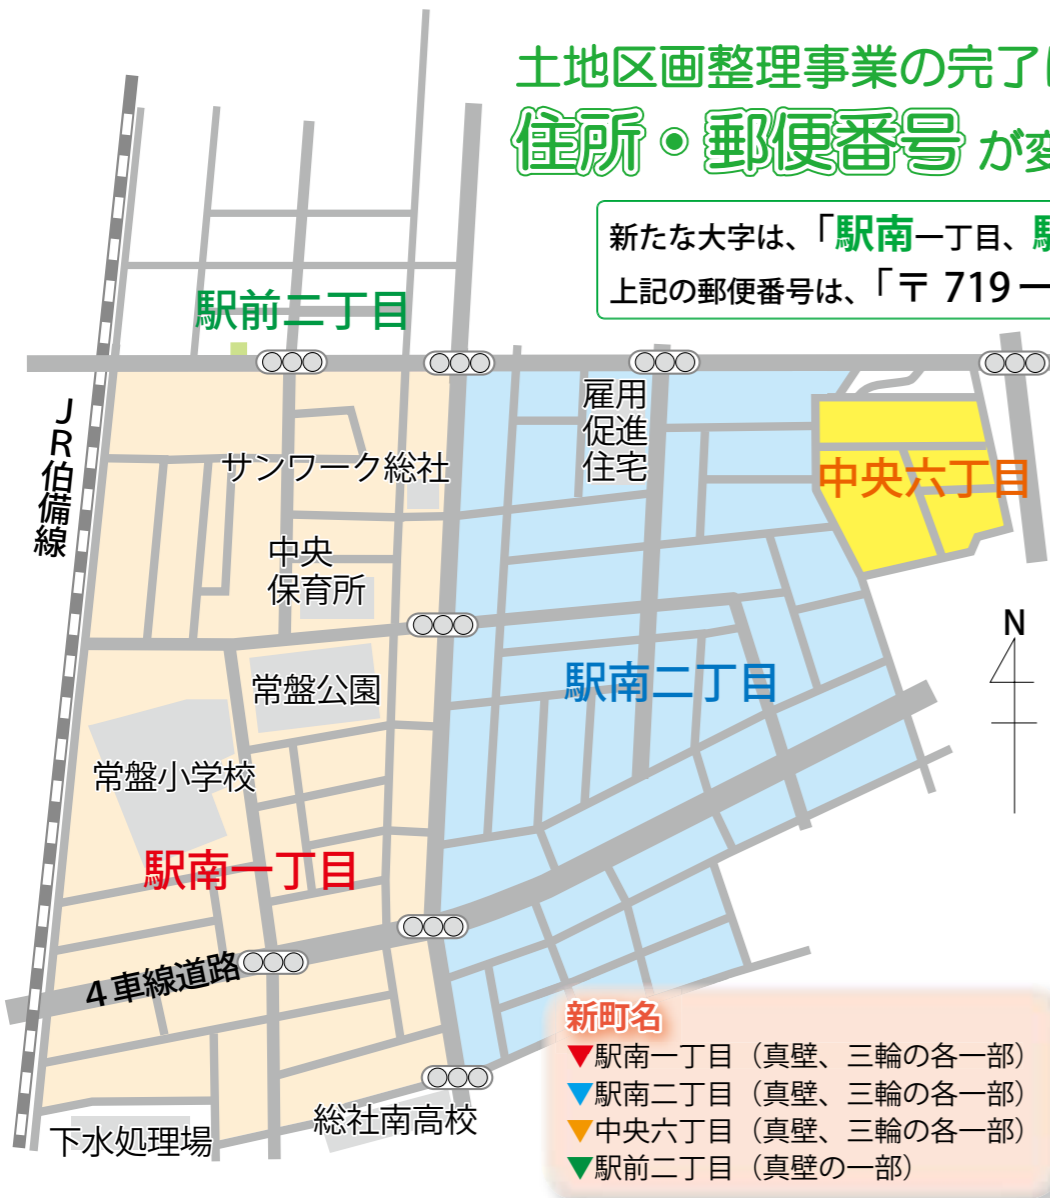 土地区画整理事業の完了に
住所・郵便番号 が変
新たな大字は、「駅南一丁目、駅
上記の郵便番号は、「〒719－
駅前二丁目
JR伯備線
サンワーク総社
雇用
促進
住宅
中央六丁目
中央
保育所
N
常盤公園
駅南二丁目
常盤小学校
駅南一丁目
4車線道路
総社南高校
下水処理場
新町名
▼駅南一丁目（真壁、三輪の各一部）
▼駅南二丁目（真壁、三輪の各一部）
▼中央六丁目（真壁、三輪の各一部）
▼駅前二丁目（真壁の一部）